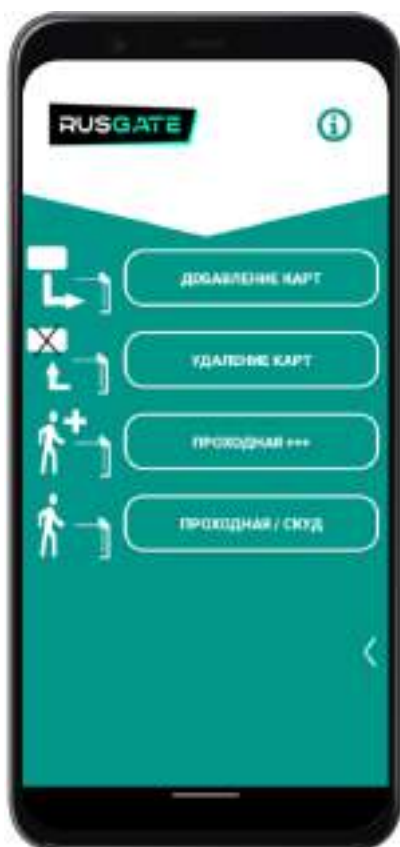 RUSGATE
ДОБАВЛЕНИЕ КАРТ
УДАЛЕНИЕ КАРТ
ПРОХОДНАЯ +++
ПРОХОДНАЯ / СКУД